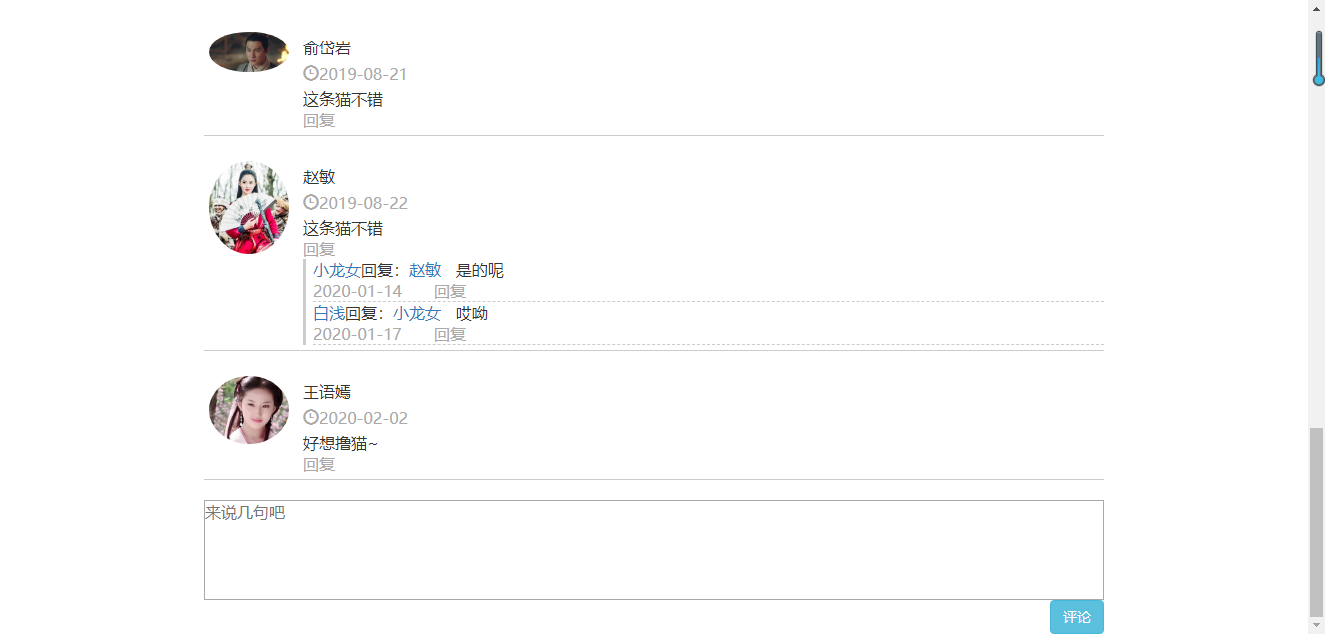 俞岱岩
2019-08-21
这条猫不错
回复
赵敏
2019-08-22
这条猫不错
回复
小龙女回复：赵敏 是的呢
2020-01-14 回复
白浅回复：小龙女 哎呦
2020-01-17 回复
王语嫣
2020-02-02
好想撸猫~
回复
来说几句吧
评论